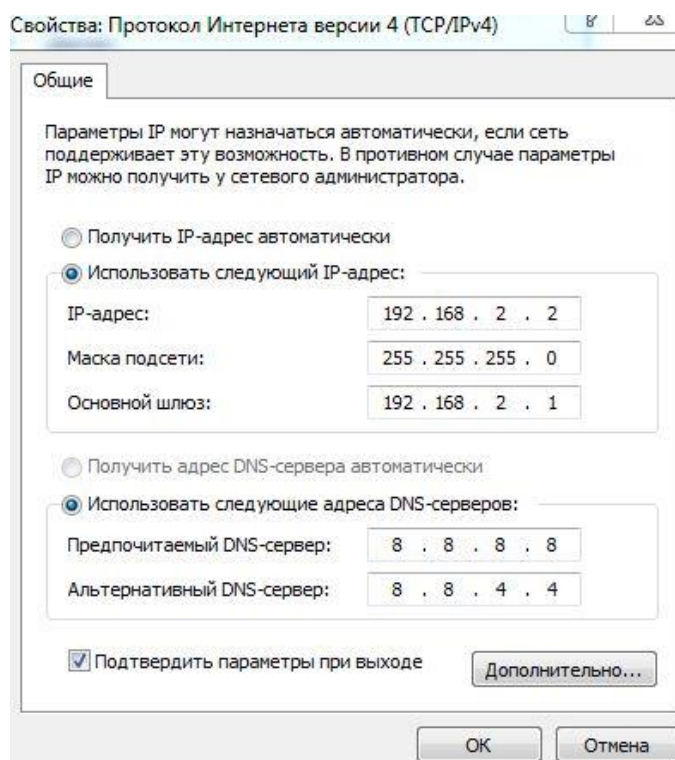 Свойства: Протокол Интернета версии 4 (TCP/IPv4)
Общие
Параметры IP могут назначаться автоматически, если сеть
поддерживает эту возможность. В противном случае параметры
IP можно получить у сетевого администратора.
Получить IP-адрес автоматически
Использовать следующий IP-адрес:
IP-адрес: 192 . 168 . 2 . 2
Маска подсети: 255 . 255 . 255 . 0
Основной шлюз: 192 . 168 . 2 . 1
Получить адрес DNS-сервера автоматически
Использовать следующие адреса DNS-серверов:
Предпочитаемый DNS-сервер: 8 . 8 . 8 . 8
Альтернативный DNS-сервер: 8 . 8 . 4 . 4
Подтвердить параметры при выходе
Дополнительно...
ОК Отмена